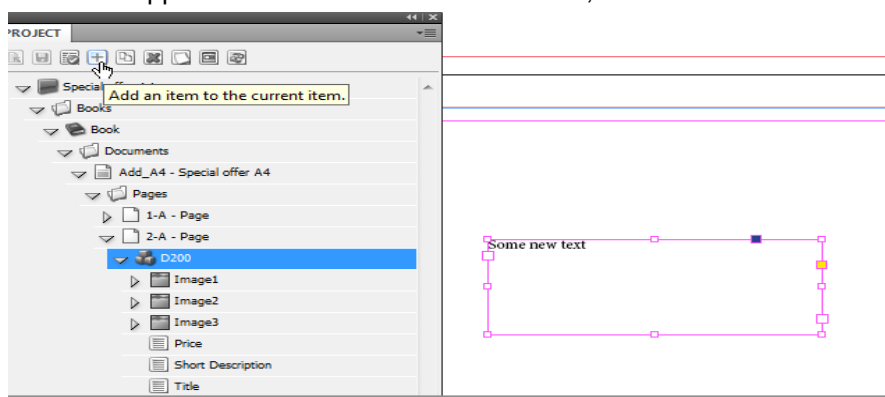 PROJECT
Add an item to the current item.
Books
Book
Documents
Add_A4 - Special offer A4
Pages
1-A - Page
2-A - Page
D200
Image1
Image2
Image3
Price
Short Description
Title
Some new text